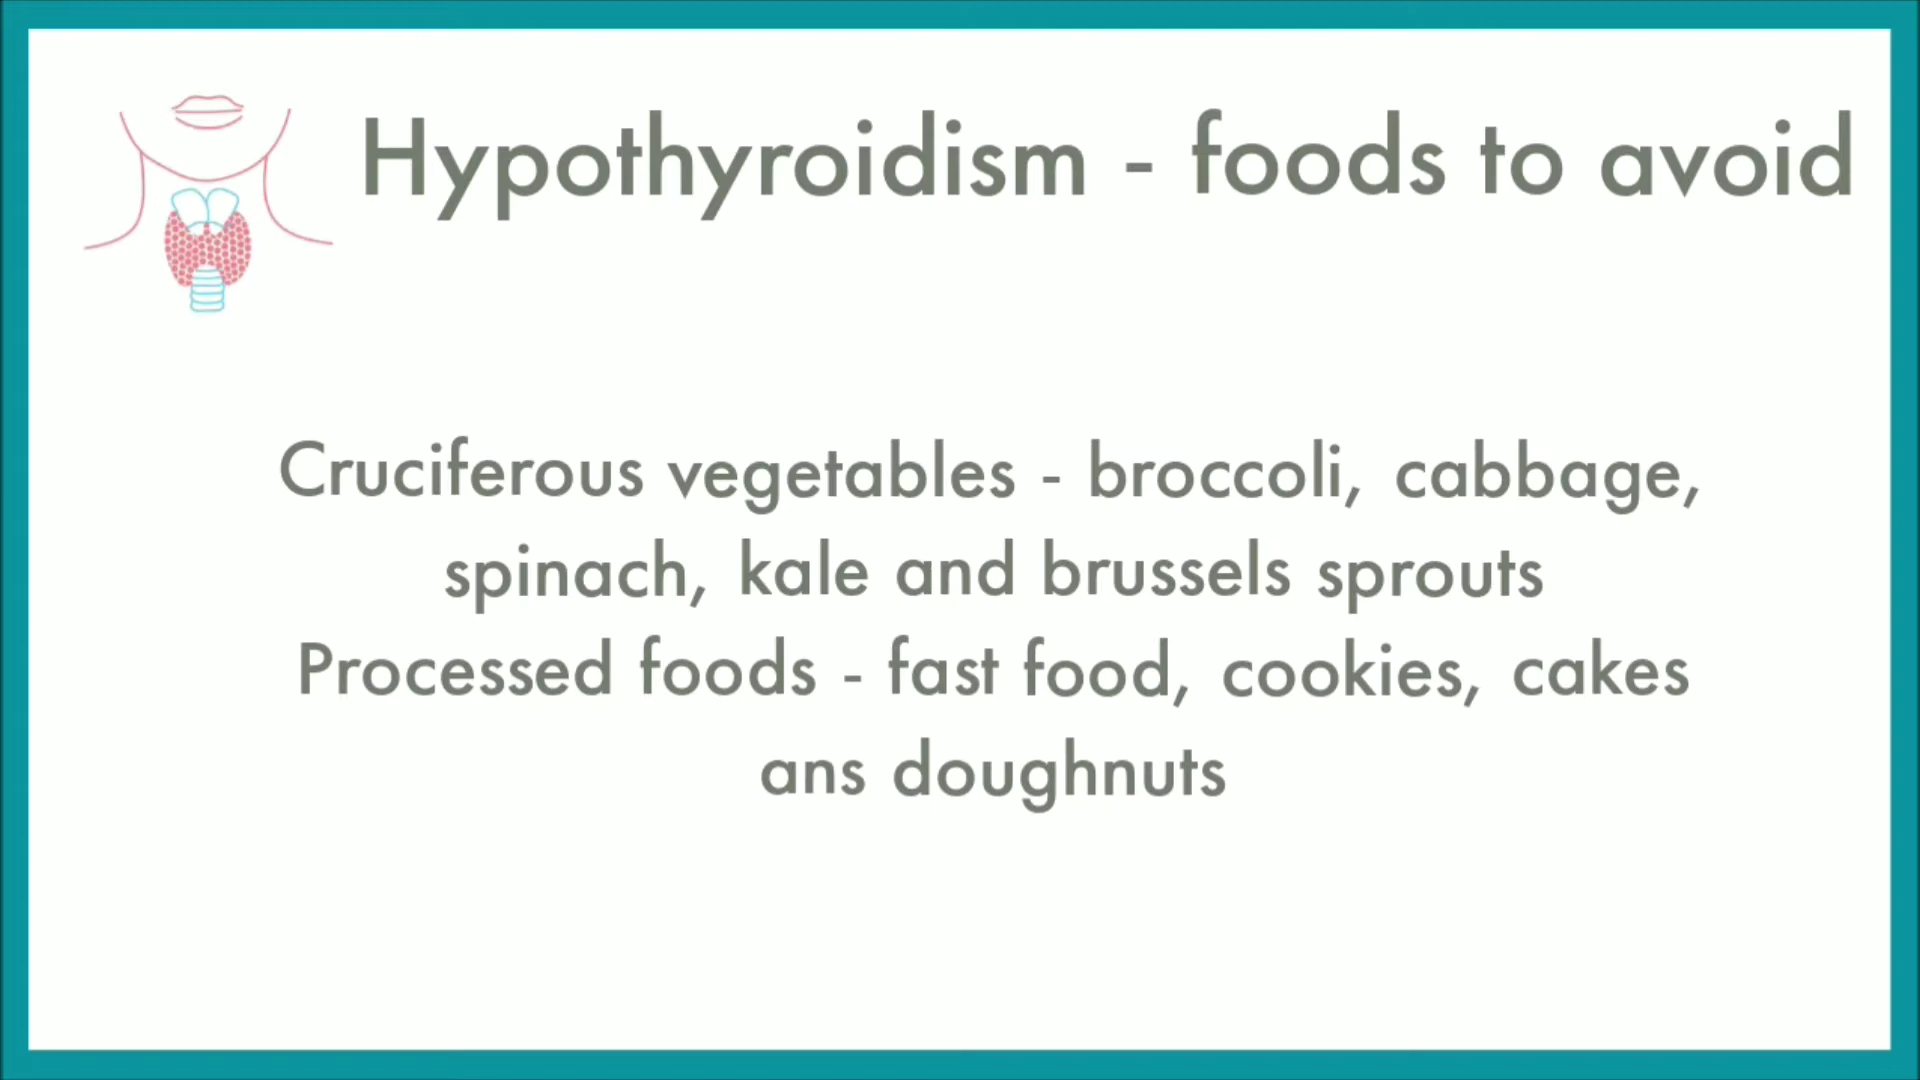 Hypothyroidism - foods to avoid
Cruciferous vegetables - broccoli, cabbage,
spinach, kale and brussels sprouts
Processed foods - fast food, cookies, cakes
ans doughnuts